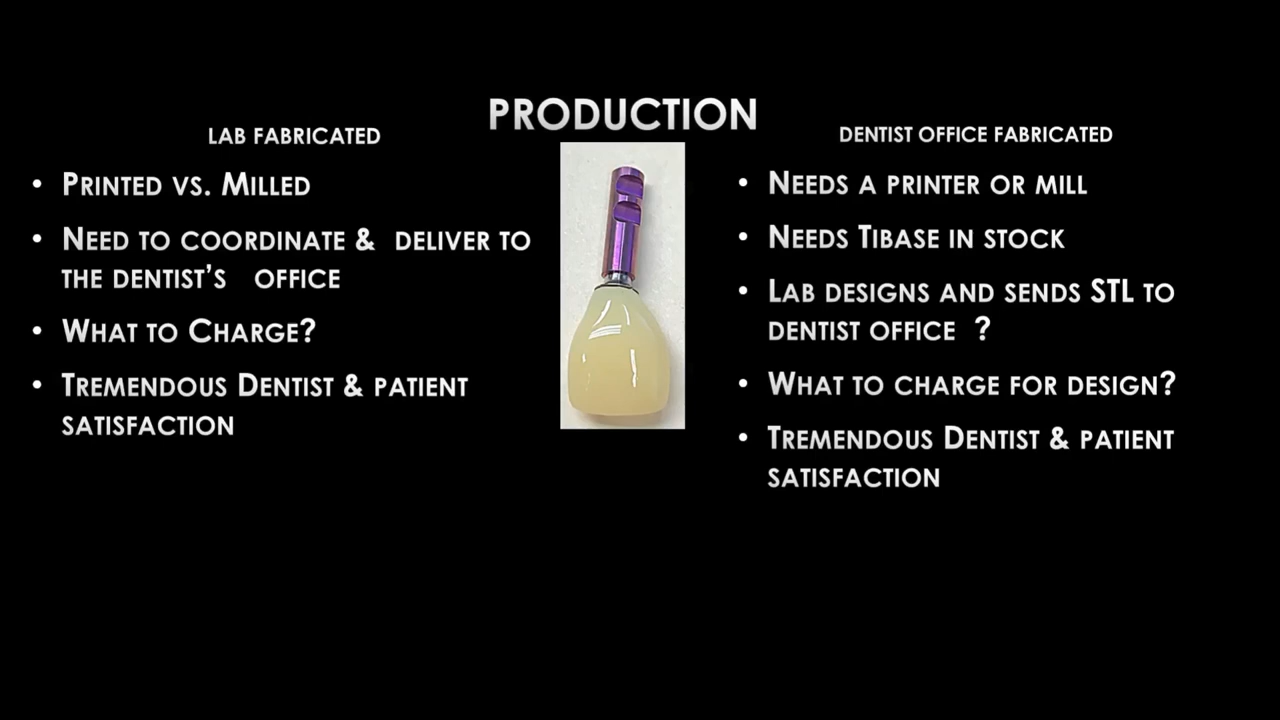 PRODUCTION
LAB FABRICATED
• PRINTED VS. MILLED
• NEED TO COORDINATE & DELIVER TO
THE DENTIST'S OFFICE
• WHAT TO CHARGE?
• TREMENDOUS DENTIST & PATIENT
SATISFACTION
DENTIST OFFICE FABRICATED
• NEEDS A PRINTER OR MILL
• NEEDS TIBASE IN STOCK
• LAB DESIGNS AND SENDS STL TO
DENTIST OFFICE ?
• WHAT TO CHARGE FOR DESIGN?
• TREMENDOUS DENTIST & PATIENT
SATISFACTION